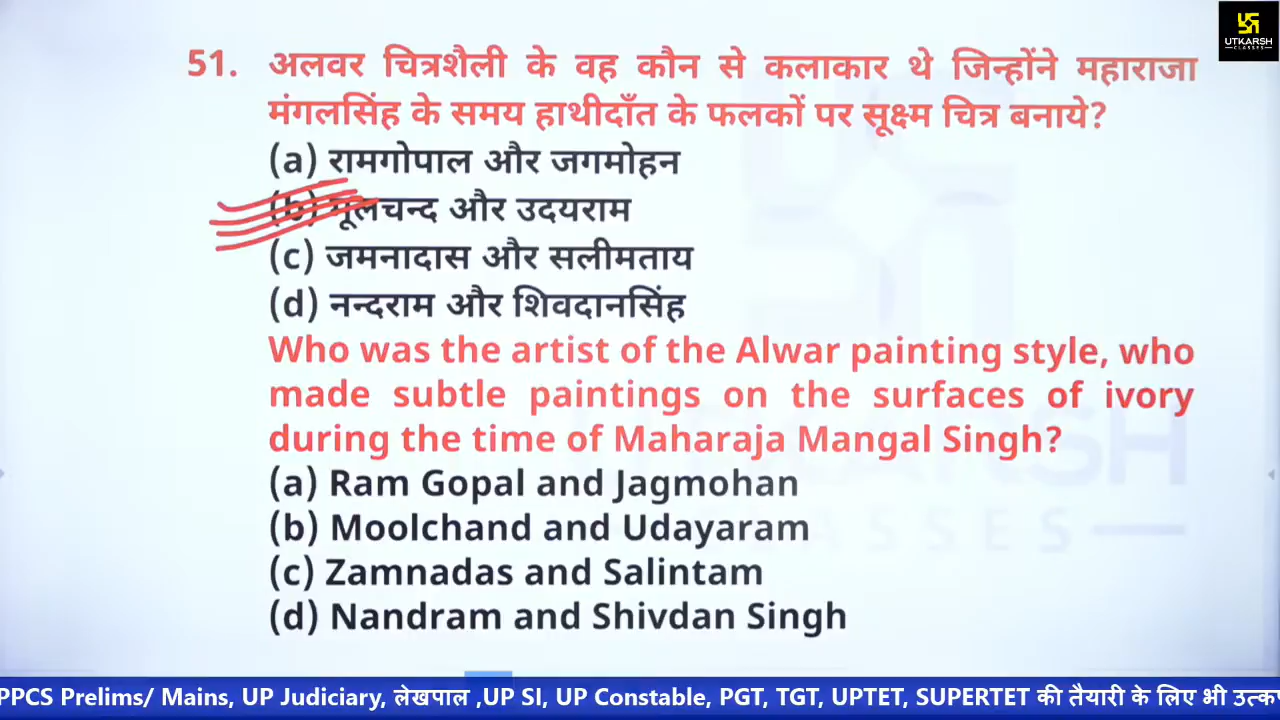 UTKARSH
CLASSES
51. अलवर चित्रशैली के वह कौन से कलाकार थे जिन्होंने महाराजा
मंगलसिंह के समय हाथीदाँत के फलकों पर सूक्ष्म चित्र बनाये?
(a) रामगोपाल और जगमोहन
(b) मूलचन्द और उदयराम
(c) जमनादास और सलीमताय
(d) नन्दराम और शिवदानसिंह
Who was the artist of the Alwar painting style, who
made subtle paintings on the surfaces of ivory
during the time of Maharaja Mangal Singh?
(a) Ram Gopal and Jagmohan
(b) Moolchand and Udayaram
(c) Zamnadas and Salintam
(d) Nandram and Shivdan Singh
PPCS Prelims/ Mains, UP Judiciary, लेखपाल ,UP SI, UP Constable, PGT, TGT, UPTET, SUPERTET की तैयारी के लिए भी